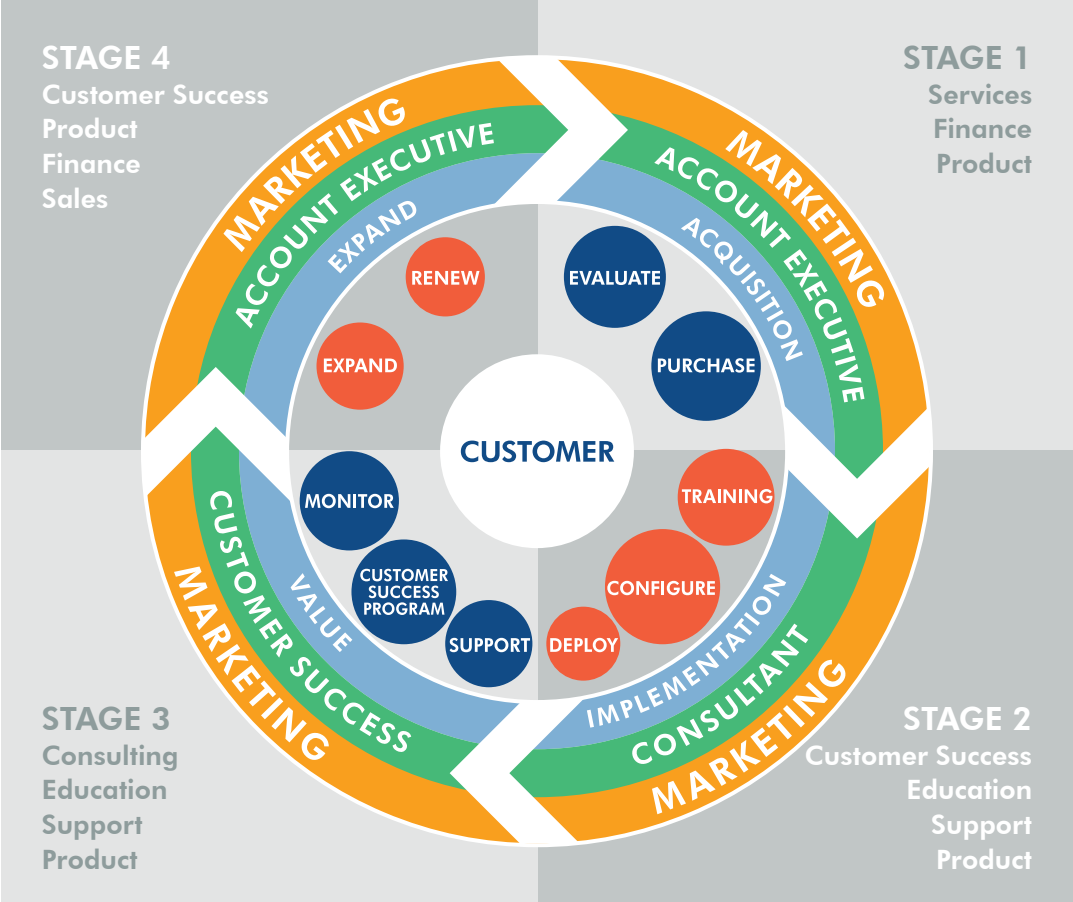 STAGE 4
Customer Success
Product
Finance
Sales
STAGE 1
Services
Finance
Product
MARKETING
ACCOUNT EXECUTIVE
EXPAND
RENEW
EXPAND
MARKETING
ACCOUNT EXECUTIVE
ACQUISITION
EVALUATE
PURCHASE
CUSTOMER
MONITOR
CUSTOMER
SUCCESS
PROGRAM
SUPPORT
VALUE
CUSTOMER SUCCESS
MARKETING
TRAINING
CONFIGURE
DEPLOY
IMPLEMENTATION
CONSULTANT
MARKETING
STAGE 3
Consulting
Education
Support
Product
STAGE 2
Customer Success
Education
Support
Product